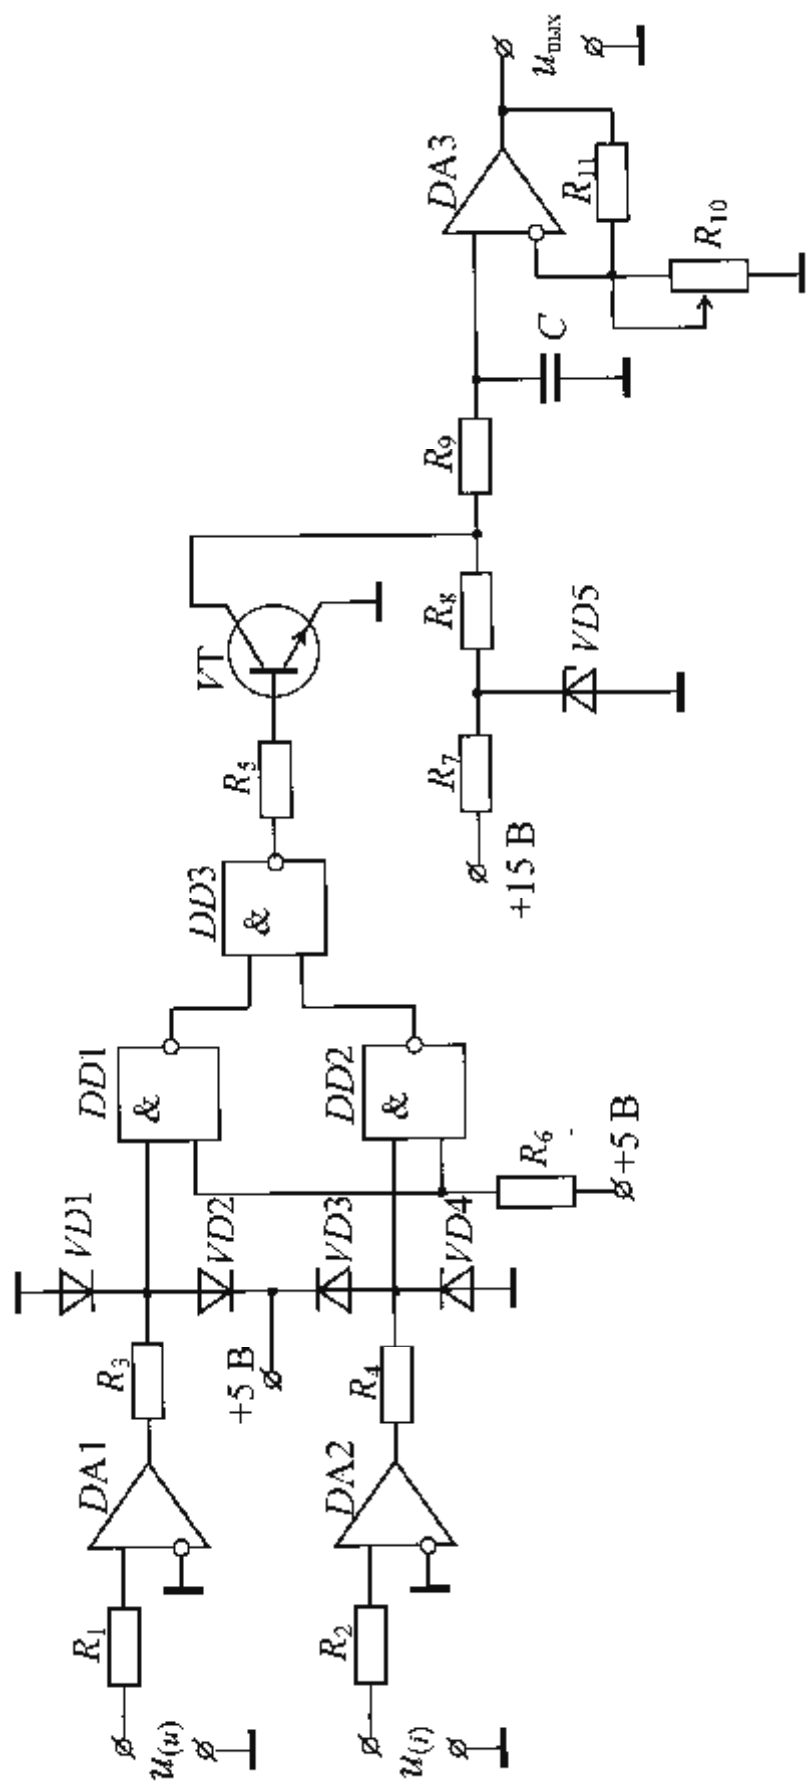 u(u)
R1
DA1
R3
VD1
VD2
+5 В
DD1
&
DD3
&
R5
VT
u(i)
R2
DA2
R4
VD3
VD4
DD2
&
R6
+5 В
+15 В
R7
VD5
R8
R9
C
DA3
R11
R10
uвых